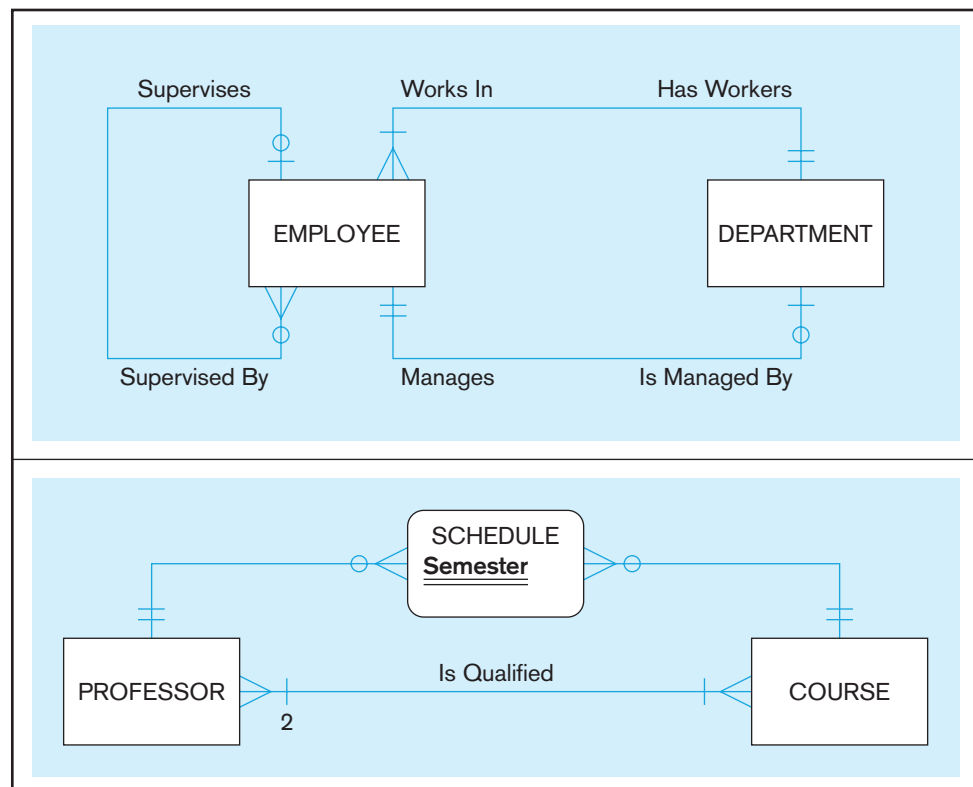 Supervises
Works In
Has Workers
EMPLOYEE
DEPARTMENT
Supervised By
Manages
Is Managed By
SCHEDULE
Semester
Is Qualified
PROFESSOR
COURSE
2